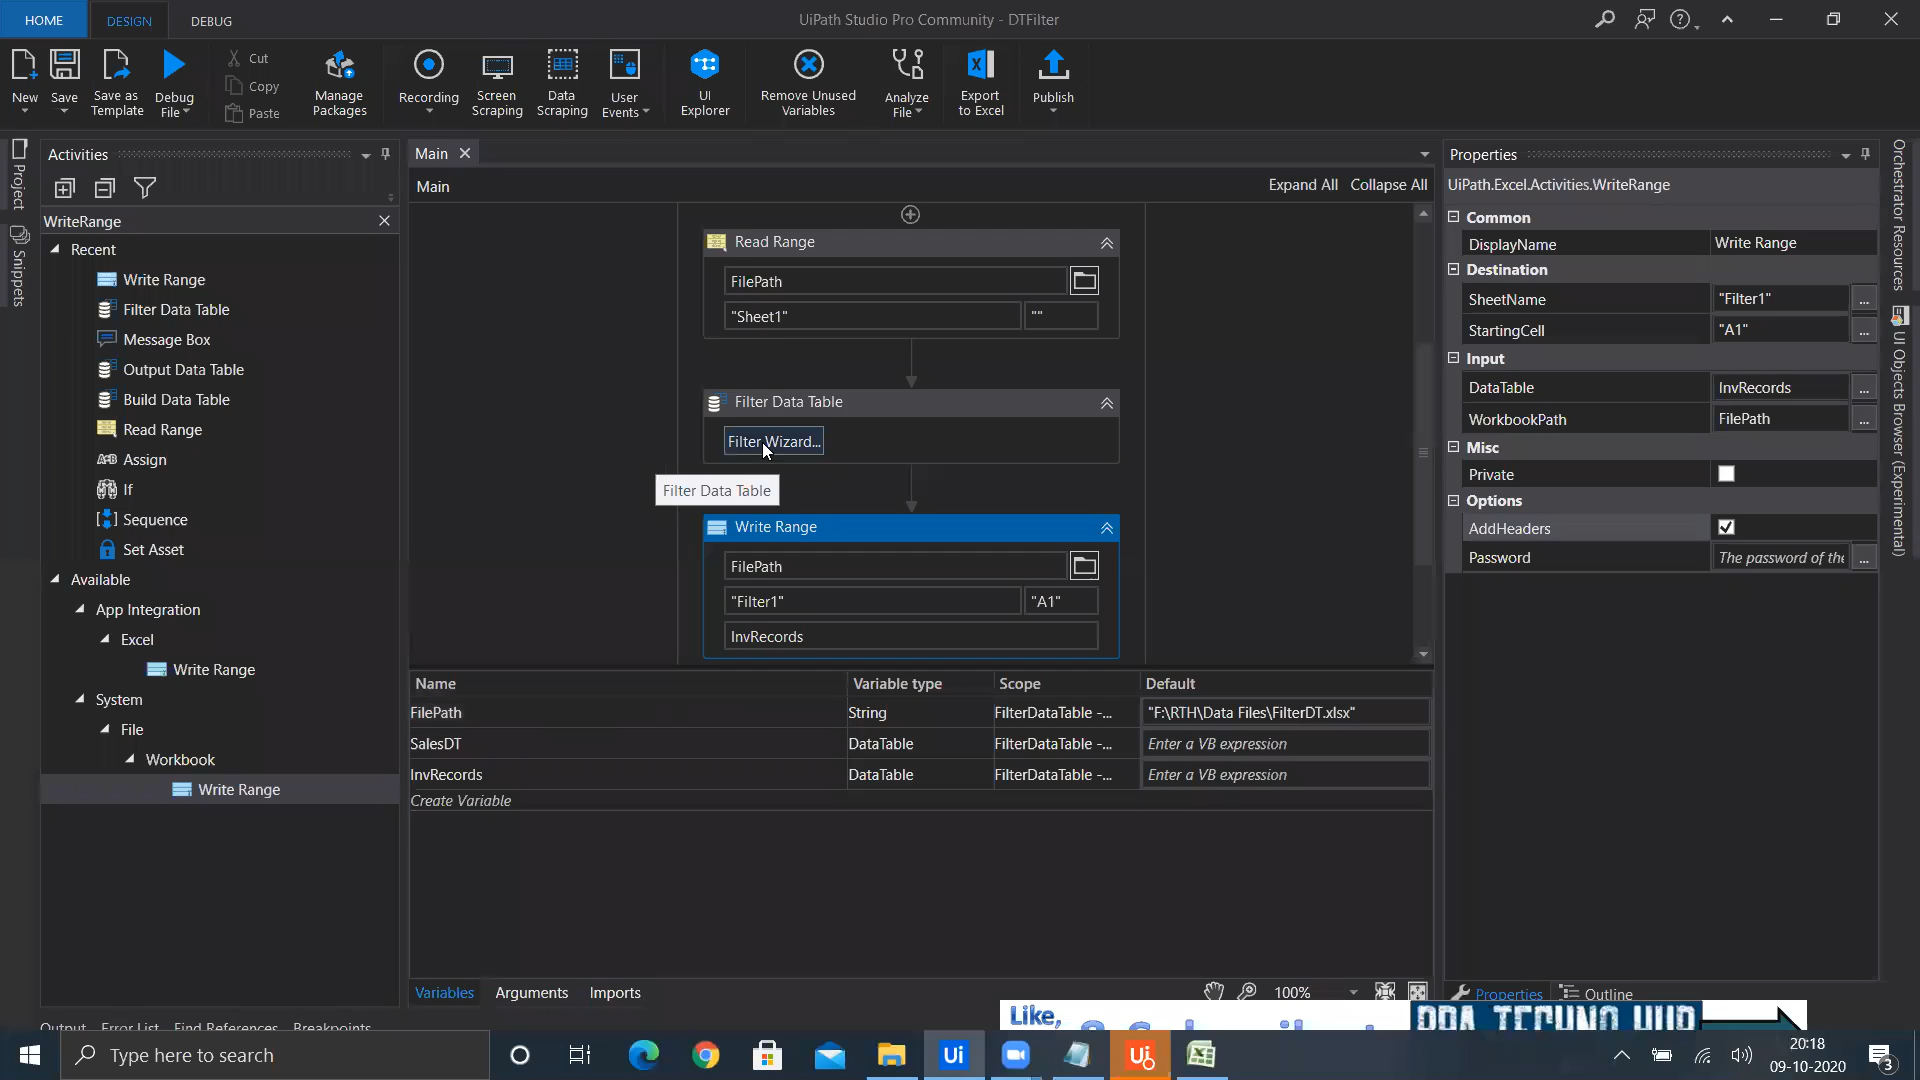 HOME
DESIGN
DEBUG
UiPath Studio Pro Community - DTFilter
New
Save
Save as
Template
Debug
File
Cut
Copy
Paste
Manage
Packages
Recording
Screen
Scraping
Data
Scraping
User
Events
UI
Explorer
Remove Unused
Variables
Analyze
File
Export
to Excel
Publish
Project
Snippets
Activities
WriteRange
Recent
Write Range
Filter Data Table
Message Box
Output Data Table
Build Data Table
Read Range
Assign
If
Sequence
Set Asset
Available
App Integration
Excel
Write Range
System
File
Workbook
Write Range
Main
Main
Expand All
Collapse All
Read Range
FilePath
"Sheet1"
""
Filter Data Table
Filter Wizard...
Filter Data Table
Write Range
FilePath
"Filter1"
"A1"
InvRecords
Name
Variable type
Scope
Default
FilePath
String
FilterDataTable -...
"F:\RTH\Data Files\FilterDT.xlsx"
SalesDT
DataTable
FilterDataTable -...
Enter a VB expression
InvRecords
DataTable
FilterDataTable -...
Enter a VB expression
Create Variable
Variables
Arguments
Imports
100%
Properties
UiPath.Excel.Activities.WriteRange
Common
DisplayName
Write Range
Destination
SheetName
"Filter1"
...
StartingCell
"A1"
...
Input
DataTable
InvRecords
...
WorkbookPath
FilePath
...
Misc
Private
Options
AddHeaders
Password
The password of the
...
Properties
Outline
Orchestrator Resources
UI Objects Browser (Experimental)
Output
Error List
Find References
Breakpoints
Like,
Type here to search
Ui
20:18
09-10-2020
3